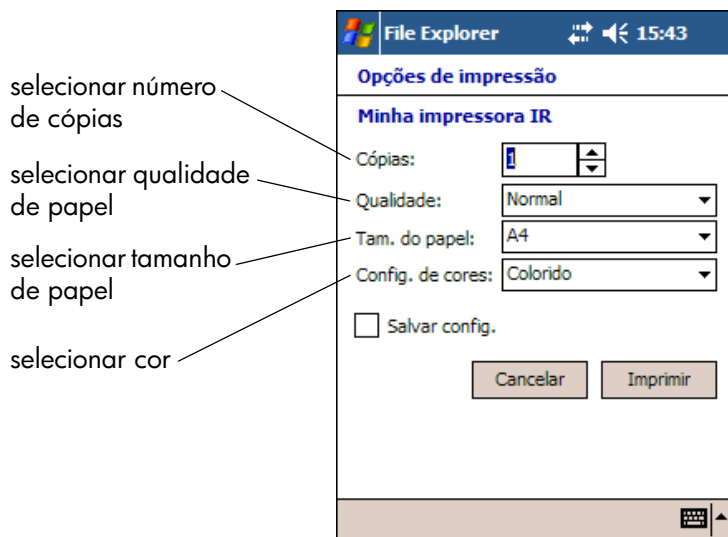 File Explorer 15:43
Opções de impressão
Minha impressora IR
selecionar número
de cópias
Cópias: 1
selecionar qualidade
de papel
Qualidade: Normal
selecionar tamanho
de papel
Tam. do papel: A4
selecionar cor
Config. de cores: Colorido
Salvar config.
Cancelar Imprimir